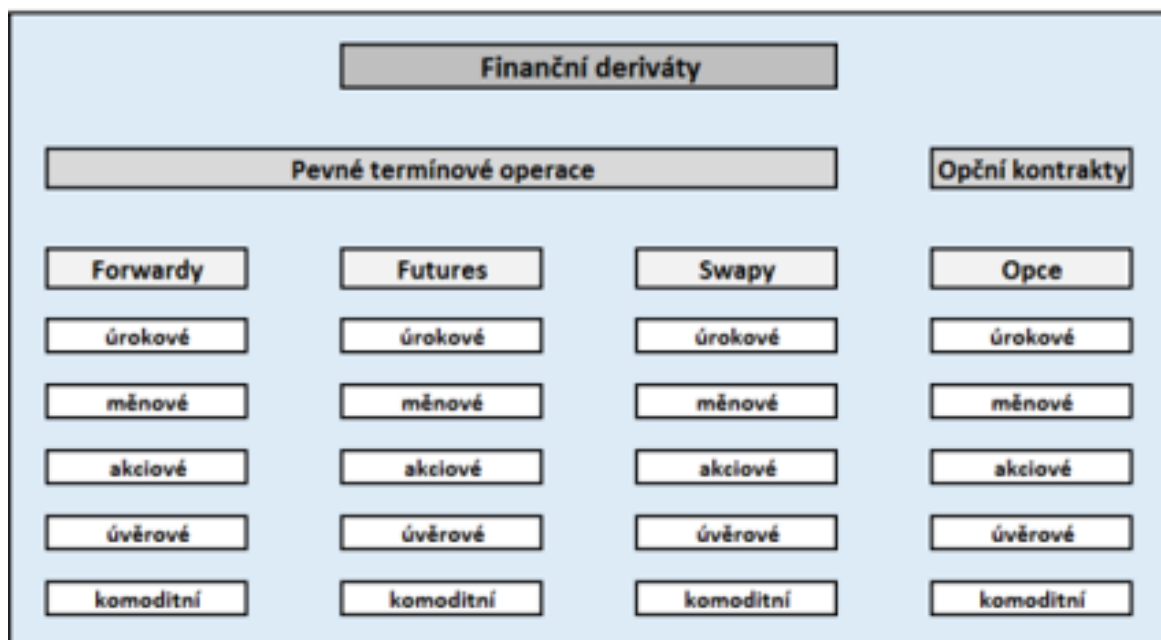 Finanční deriváty
Pevné termínové operace Opční kontrakty
Forwardy Futures Swapy Opce
úrokové úrokové úrokové úrokové
měnové měnové měnové měnové
akciové akciové akciové akciové
úvěrové úvěrové úvěrové úvěrové
komoditní komoditní komoditní komoditní